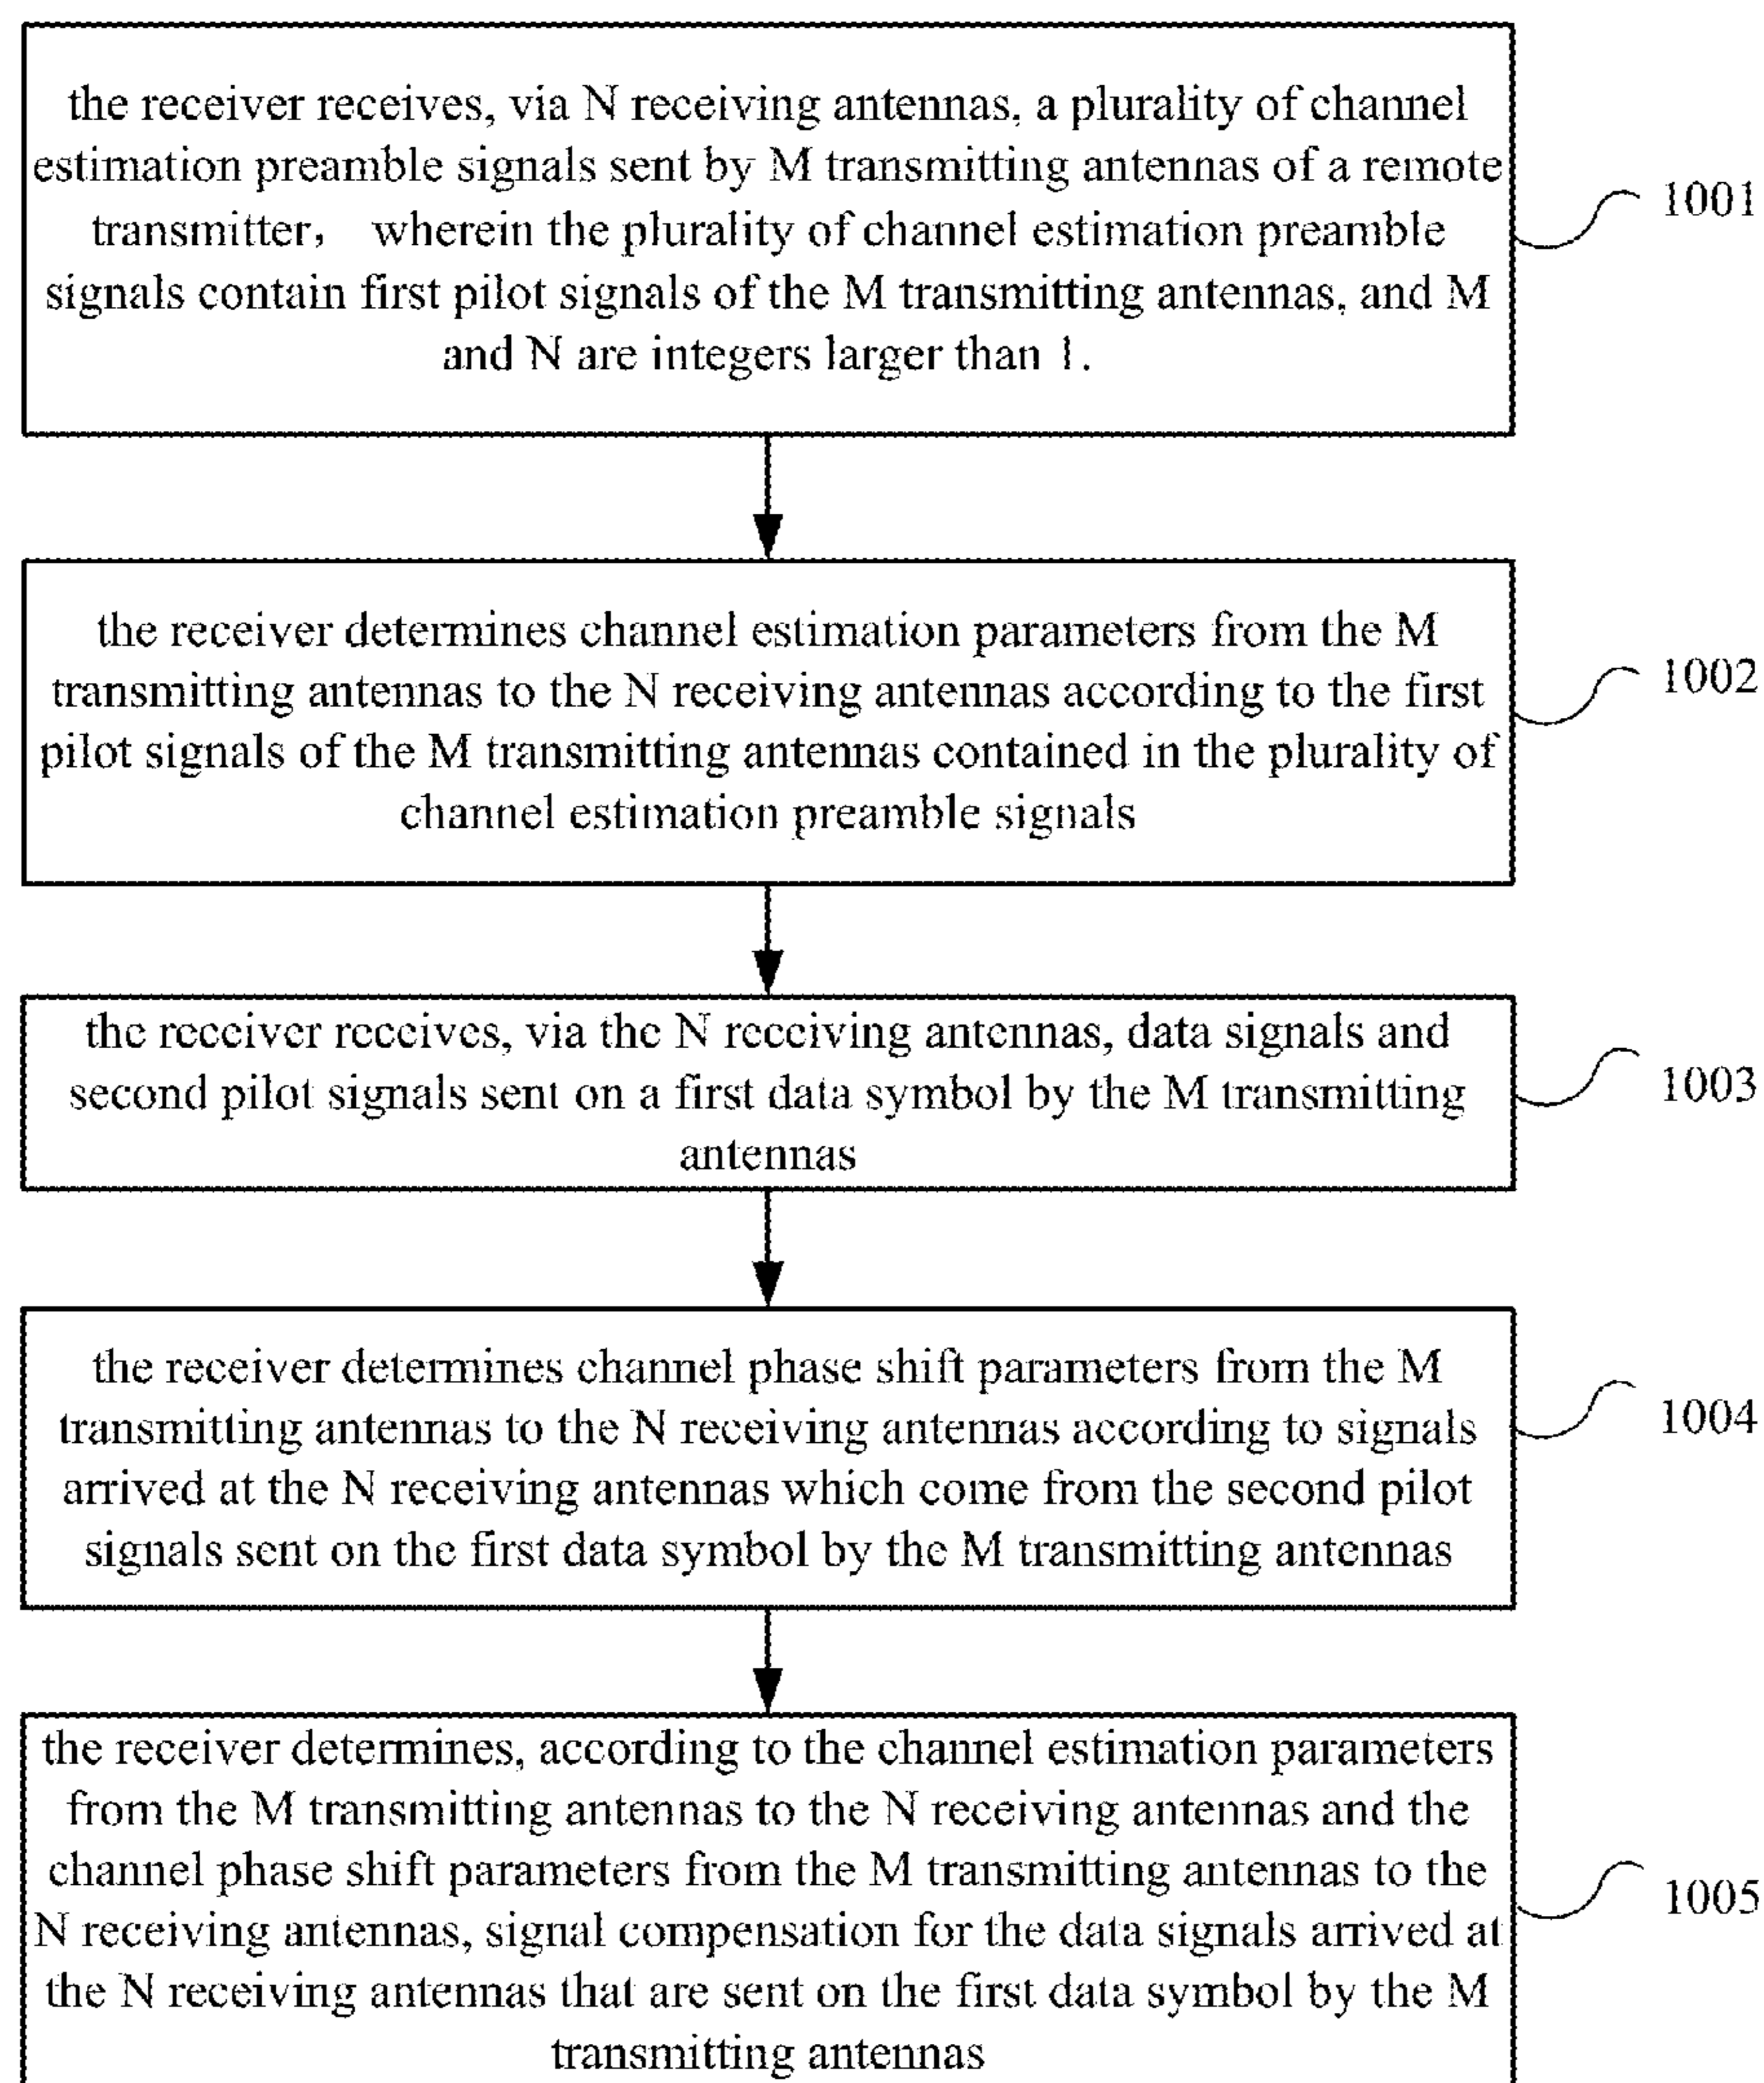 the receiver receives, via N receiving antennas, a plurality of channel
estimation preamble signals sent by M transmitting antennas of a remote
transmitter, wherein the plurality of channel estimation preamble
signals contain first pilot signals of the M transmitting antennas, and M
and N are integers larger than 1.
1001
the receiver determines channel estimation parameters from the M
transmitting antennas to the N receiving antennas according to the first
pilot signals of the M transmitting antennas contained in the plurality of
channel estimation preamble signals
1002
the receiver receives, via the N receiving antennas, data signals and
second pilot signals sent on a first data symbol by the M transmitting
antennas
1003
the receiver determines channel phase shift parameters from the M
transmitting antennas to the N receiving antennas according to signals
arrived at the N receiving antennas which come from the second pilot
signals sent on the first data symbol by the M transmitting antennas
1004
the receiver determines, according to the channel estimation parameters
from the M transmitting antennas to the N receiving antennas and the
channel phase shift parameters from the M transmitting antennas to the
N receiving antennas, signal compensation for the data signals arrived at
the N receiving antennas that are sent on the first data symbol by the M
transmitting antennas
1005